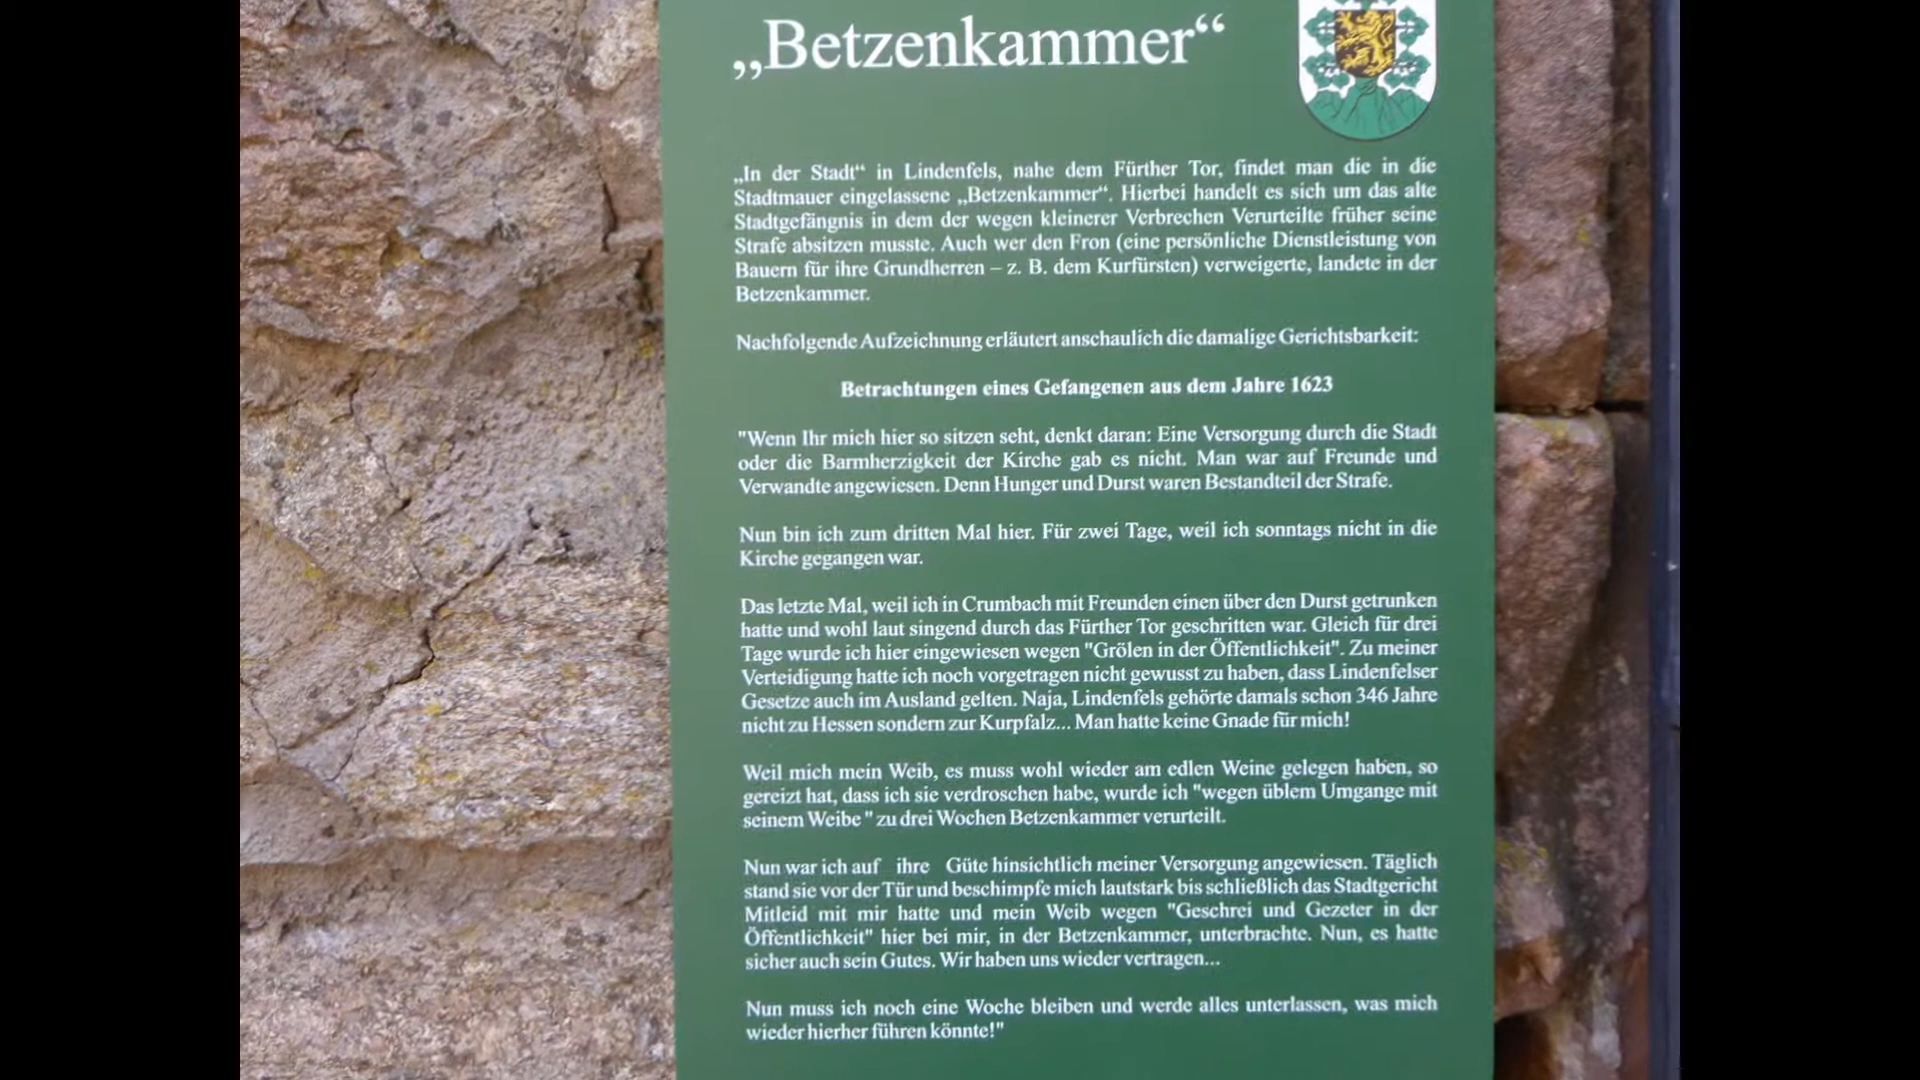 „Betzenkammer“
„In der Stadt“ in Lindenfels, nahe dem Fürther Tor, findet man die in die
Stadtmauer eingelassene „Betzenkammer“. Hierbei handelt es sich um das alte
Stadtgefängnis in dem der wegen kleinerer Verbrechen Verurteilte früher seine
Strafe absitzen musste. Auch wer den Fron (eine persönliche Dienstleistung von
Bauern für ihre Grundherren – z. B. dem Kurfürsten) verweigerte, landete in der
Betzenkammer.
Nachfolgende Aufzeichnung erläutert anschaulich die damalige Gerichtsbarkeit:
Betrachtungen eines Gefangenen aus dem Jahre 1623
"Wenn Ihr mich hier so sitzen seht, denkt daran: Eine Versorgung durch die Stadt
oder die Barmherzigkeit der Kirche gab es nicht. Man war auf Freunde und
Verwandte angewiesen. Denn Hunger und Durst waren Bestandteil der Strafe.
Nun bin ich zum dritten Mal hier. Für zwei Tage, weil ich sonntags nicht in die
Kirche gegangen war.
Das letzte Mal, weil ich in Crumbach mit Freunden einen über den Durst getrunken
hatte und wohl laut singend durch das Fürther Tor geschritten war. Gleich für drei
Tage wurde ich hier eingewiesen wegen "Grölen in der Öffentlichkeit". Zu meiner
Verteidigung hatte ich noch vorgetragen nicht gewusst zu haben, dass Lindenfelser
Gesetze auch im Ausland gelten. Naja, Lindenfels gehörte damals schon 346 Jahre
nicht zu Hessen sondern zur Kurpfalz... Man hatte keine Gnade für mich!
Weil mich mein Weib, es muss wohl wieder am edlen Weine gelegen haben, so
gereizt hat, dass ich sie verdroschen habe, wurde ich "wegen üblem Umgange mit
seinem Weibe " zu drei Wochen Betzenkammer verurteilt.
Nun war ich auf ihre Güte hinsichtlich meiner Versorgung angewiesen. Täglich
stand sie vor der Tür und beschimpfe mich lautstark bis schließlich das Stadtgericht
Mitleid mit mir hatte und mein Weib wegen "Geschrei und Gezeter in der
Öffentlichkeit" hier bei mir, in der Betzenkammer, unterbrachte. Nun, es hatte
sicher auch sein Gutes. Wir haben uns wieder vertragen...
Nun muss ich noch eine Woche bleiben und werde alles unterlassen, was mich
wieder hierher führen könnte!"